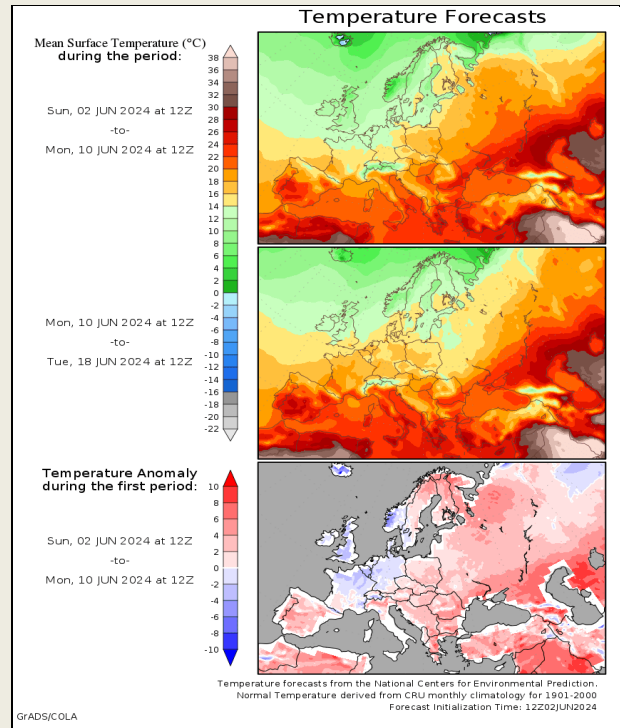 Temperature Forecasts
Mean Surface Temperature (°C)
during the period:
38
36
34
32
30
28
26
24
22
20
18
16
14
12
10
8
6
4
2
0
-2
-4
-6
-8
-10
-12
-14
-16
-18
-20
-22
Sun, 02 JUN 2024 at 12Z
-to-
Mon, 10 JUN 2024 at 12Z
Mon, 10 JUN 2024 at 12Z
-to-
Tue, 18 JUN 2024 at 12Z
Temperature Anomaly
during the first period:
10
8
6
4
2
0
-2
-4
-6
-8
-10
Sun, 02 JUN 2024 at 12Z
-to-
Mon, 10 JUN 2024 at 12Z
Temperature forecasts from the National Centers for Environmental Prediction.
Normal Temperature derived from CRU monthly climatology for 1901-2000
Forecast Initialization Time: 12Z02JUN2024
GrADS/COLA